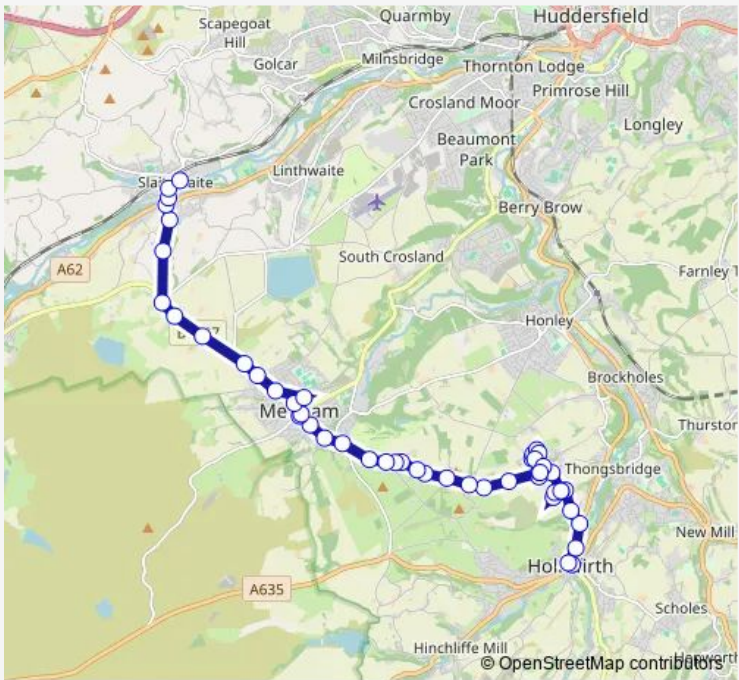 Scapegoat
Hill
Quarmby
Huddersfield
Golcar
Milnsbridge
Thornton Lodge
Crosland Moor
Primrose Hill
Beaumont
Park
Longley
Linthwaite
Berry Brow
A62
South Crosland
Farnley
Honley
Brockholes
Thongsbridge
New Mill
A635
Scholes
Hinchliffe Mill
© OpenStreetMap contributors